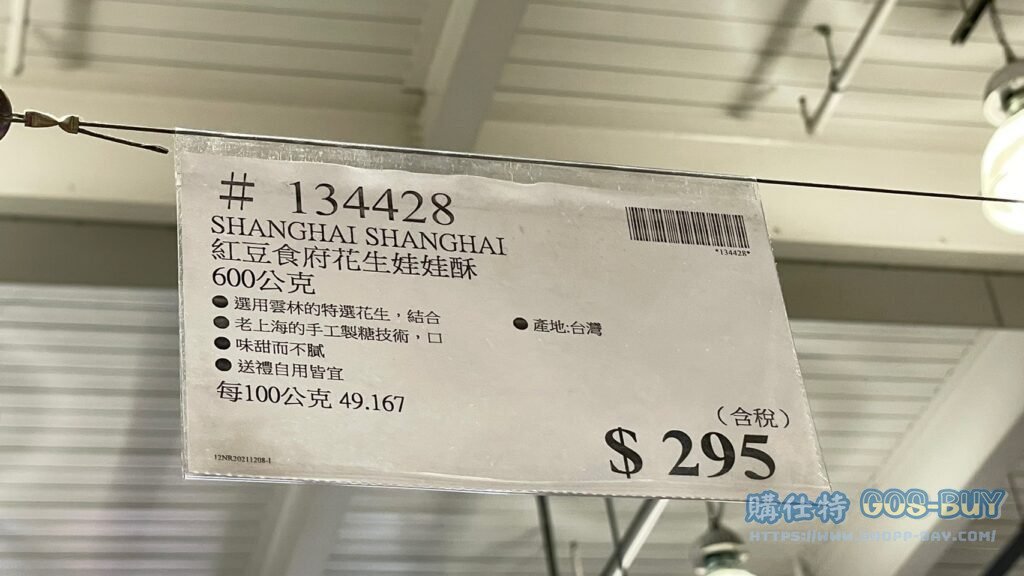 # 134428
*134428*
SHANGHAI SHANGHAI
紅豆食府花生娃娃酥
600公克
● 選用雲林的特選花生，結合
● 老上海的手工製糖技術，口
● 味甜而不膩
● 送禮自用皆宜
● 產地:台灣
每100公克 49.167
（含稅）
$ 295
12NR20211208-1
購仕特 GOS-BUY
HTTPS://WWW.SHOPP-DAY.COM/